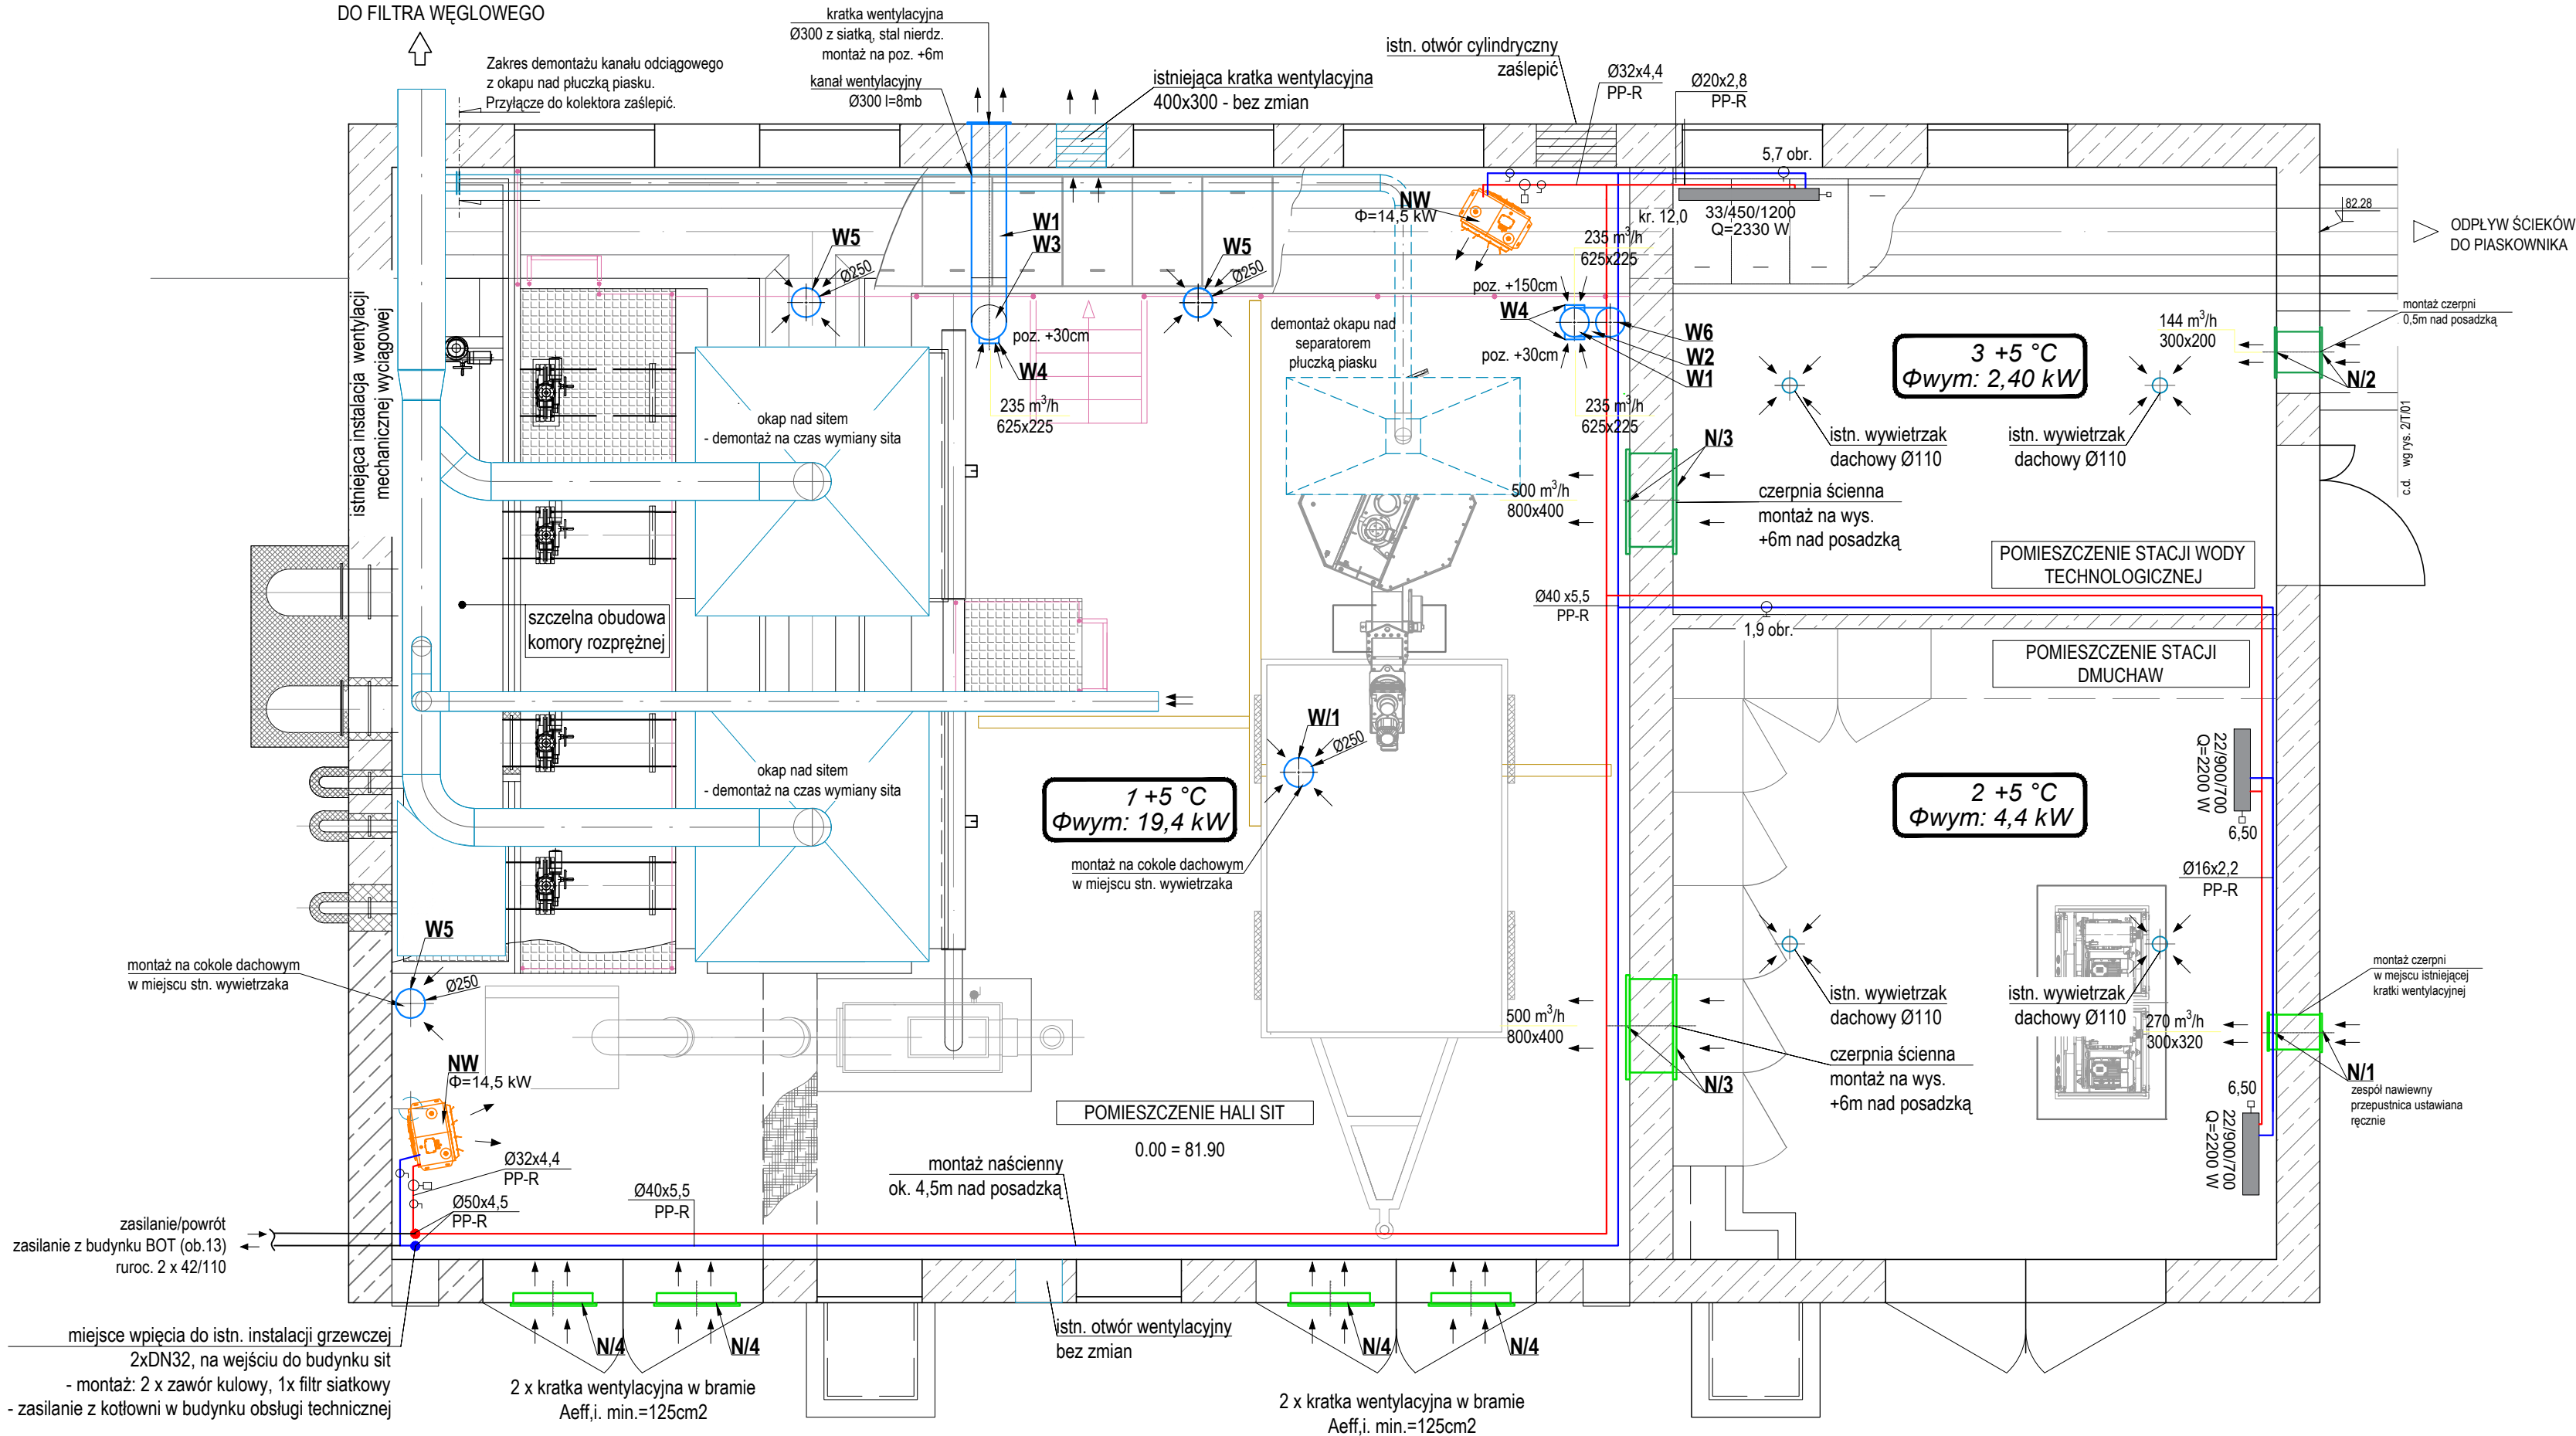 DO FILTRA WĘGLOWEGO
Zakres demontażu kanału odciągowego
z okapu nad płuczką piasku.
Przyłącze do kolektora zaślepić.
kratka wentylacyjna
Ø300 z siatką, stal nierdz.
montaż na poz. +6m
kanał wentylacyjny
Ø300 l=8mb
istniejąca kratka wentylacyjna
400x300 - bez zmian
istn. otwór cylindryczny
zaślepić
Ø32x4,4
PP-R
Ø20x2,8
PP-R
5,7 obr.
33/450/1200
Q=2330 W
kr. 12,0
NW
Φ=14,5 kW
82.28
ODPŁYW ŚCIEKÓW
DO PIASKOWNIKA
W1
W3
W5
Ø250
W5
Ø250
235 m³/h
625x225
poz. +150cm
W4
poz. +30cm
W6
W2
W1
235 m³/h
625x225
poz. +30cm
W4
235 m³/h
625x225
istniejąca instalacja wentylacji
mechanicznej wyciągowej
demontaż okapu nad
separatorem
płuczką piasku
3 +5 °C
Φwym: 2,40 kW
144 m³/h
300x200
montaż czerpni
0,5m nad posadzką
N/2
c.d. wg rys. 2/T/01
okap nad sitem
- demontaż na czas wymiany sita
istn. wywietrzak
dachowy Ø110
istn. wywietrzak
dachowy Ø110
N/3
500 m³/h
800x400
czerpnia ścienna
montaż na wys.
+6m nad posadzką
POMIESZCZENIE STACJI WODY
TECHNOLOGICZNEJ
szczelna obudowa
komory rozprężnej
Ø40 x5,5
PP-R
1,9 obr.
POMIESZCZENIE STACJI
DMUCHAW
W/1
Ø250
22/900/700
Q=2200 W
6,50
okap nad sitem
- demontaż na czas wymiany sita
1 +5 °C
Φwym: 19,4 kW
2 +5 °C
Φwym: 4,4 kW
montaż na cokole dachowym
w miejscu stn. wywietrzaka
Ø16x2,2
PP-R
W5
montaż na cokole dachowym
w miejscu stn. wywietrzaka
Ø250
istn. wywietrzak
dachowy Ø110
istn. wywietrzak
dachowy Ø110
montaż czerpni
w mejscu istniejącej
kratki wentylacyjnej
500 m³/h
800x400
270 m³/h
300x320
czerpnia ścienna
montaż na wys.
+6m nad posadzką
N/3
N/1
zespół nawiewny
przepustnica ustawiana
ręcznie
6,50
22/900/700
Q=2200 W
NW
Φ=14,5 kW
POMIESZCZENIE HALI SIT
0.00 = 81.90
Ø32x4,4
PP-R
Ø50x4,5
PP-R
Ø40x5,5
PP-R
montaż naścienny
ok. 4,5m nad posadzką
zasilanie/powrót
zasilanie z budynku BOT (ob.13)
ruroc. 2 x 42/110
miejsce wpięcia do istn. instalacji grzewczej
2xDN32, na wejściu do budynku sit
- montaż: 2 x zawór kulowy, 1x filtr siatkowy
- zasilanie z kotłowni w budynku obsługi technicznej
N/4
N/4
2 x kratka wentylacyjna w bramie
Aeff,i. min.=125cm2
istn. otwór wentylacyjny
bez zmian
N/4
N/4
2 x kratka wentylacyjna w bramie
Aeff,i. min.=125cm2